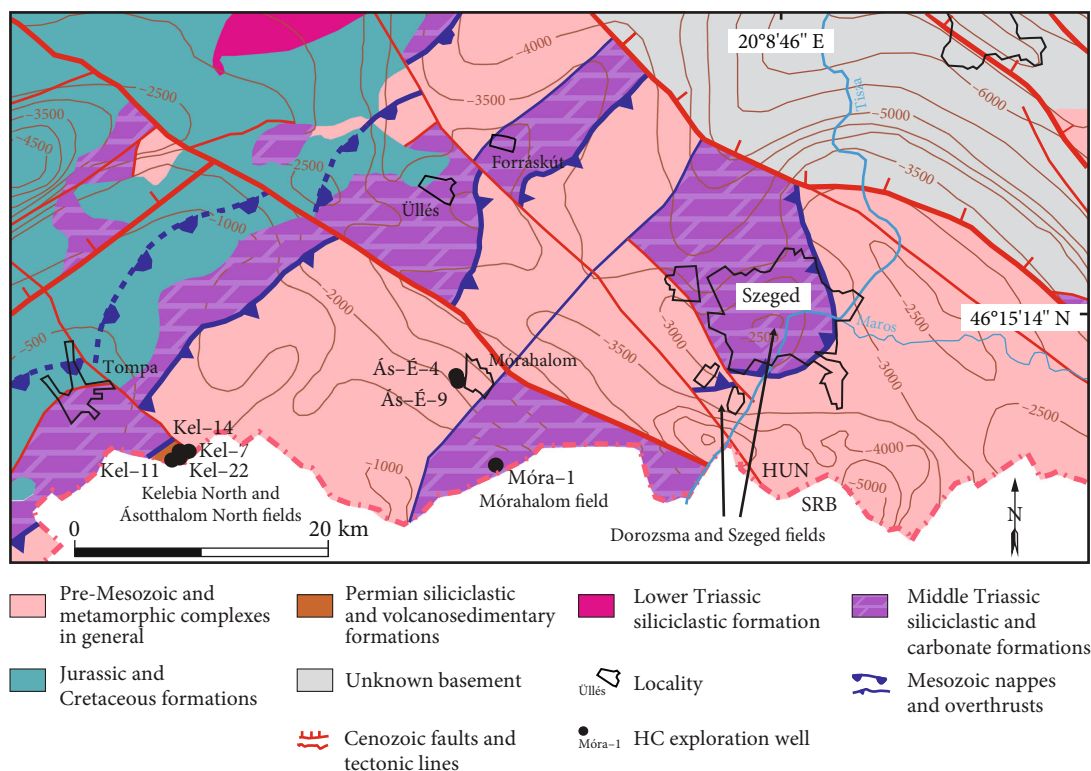 -4000
20°8'46" E
-2500
-3500
-3500
-6000
Tisza
-5000
-4500
Forráskút
-3500
-2500
Üllés
-1000
Szeged
-2000
46°15'14" N
-2500
-3000
-2500
Maros
-500
-3500
Tompa
Mórahalom
Ás–É–4
-3000
Ás–É–9
-2500
Kel–14
Kel–7
-4000
Kel–11
Kel–22
-1000
Móra–1
HUN
Kelebia North and
Mórahalom field
-5000
SRB
Ásotthalom North fields
N
0
20 km
Dorozsma and Szeged fields
Pre-Mesozoic and
metamorphic complexes
in general
Permian siliciclastic
and volcanosedimentary
formations
Lower Triassic
siliciclastic formation
Middle Triassic
siliciclastic and
carbonate formations
Jurassic and
Cretaceous formations
Unknown basement
Üllés
Locality
Mesozoic nappes
and overthrusts
Cenozoic faults and
tectonic lines
Móra–1
HC exploration well